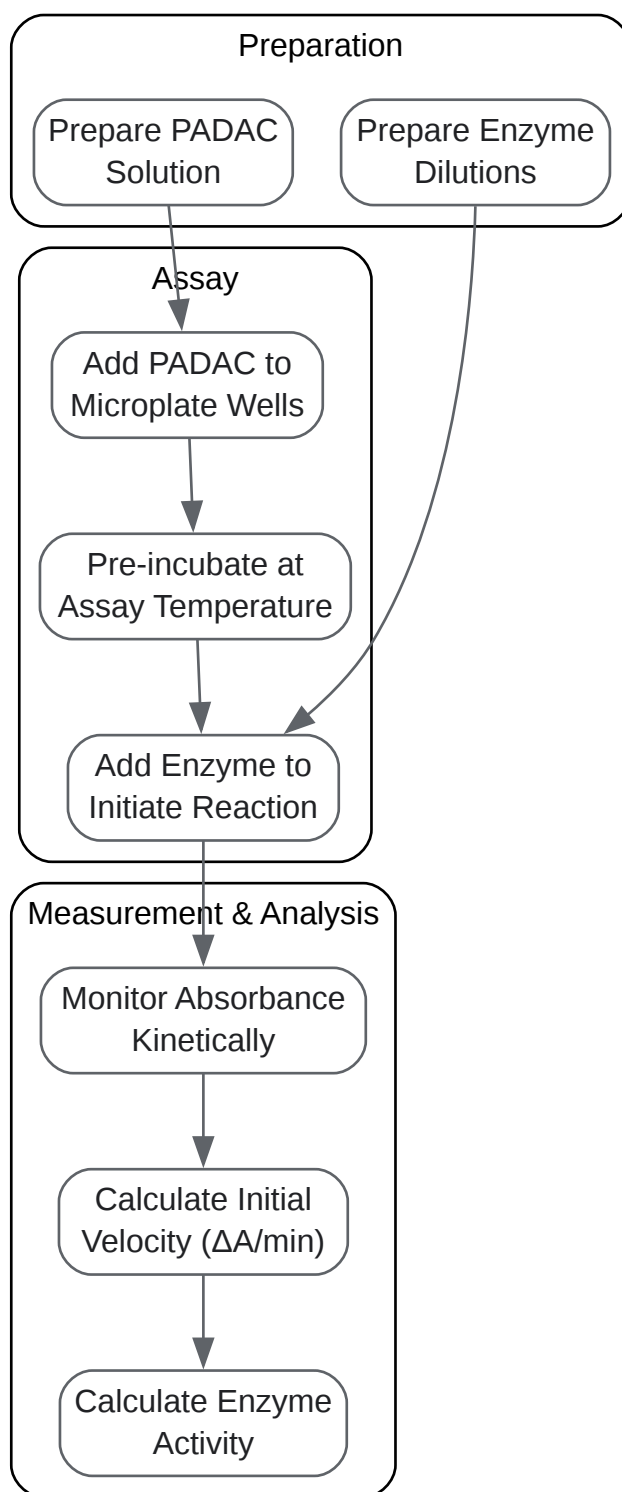 Preparation
Prepare PADAC
Solution
Prepare Enzyme
Dilutions
Assay
Add PADAC to
Microplate Wells
Pre-incubate at
Assay Temperature
Add Enzyme to
Initiate Reaction
Measurement & Analysis
Monitor Absorbance
Kinetically
Calculate Initial
Velocity (ΔA/min)
Calculate Enzyme
Activity